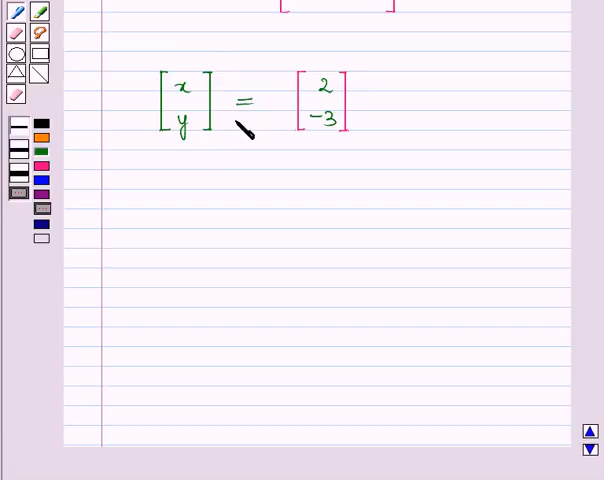 [x] = [2]
[y] [-3]